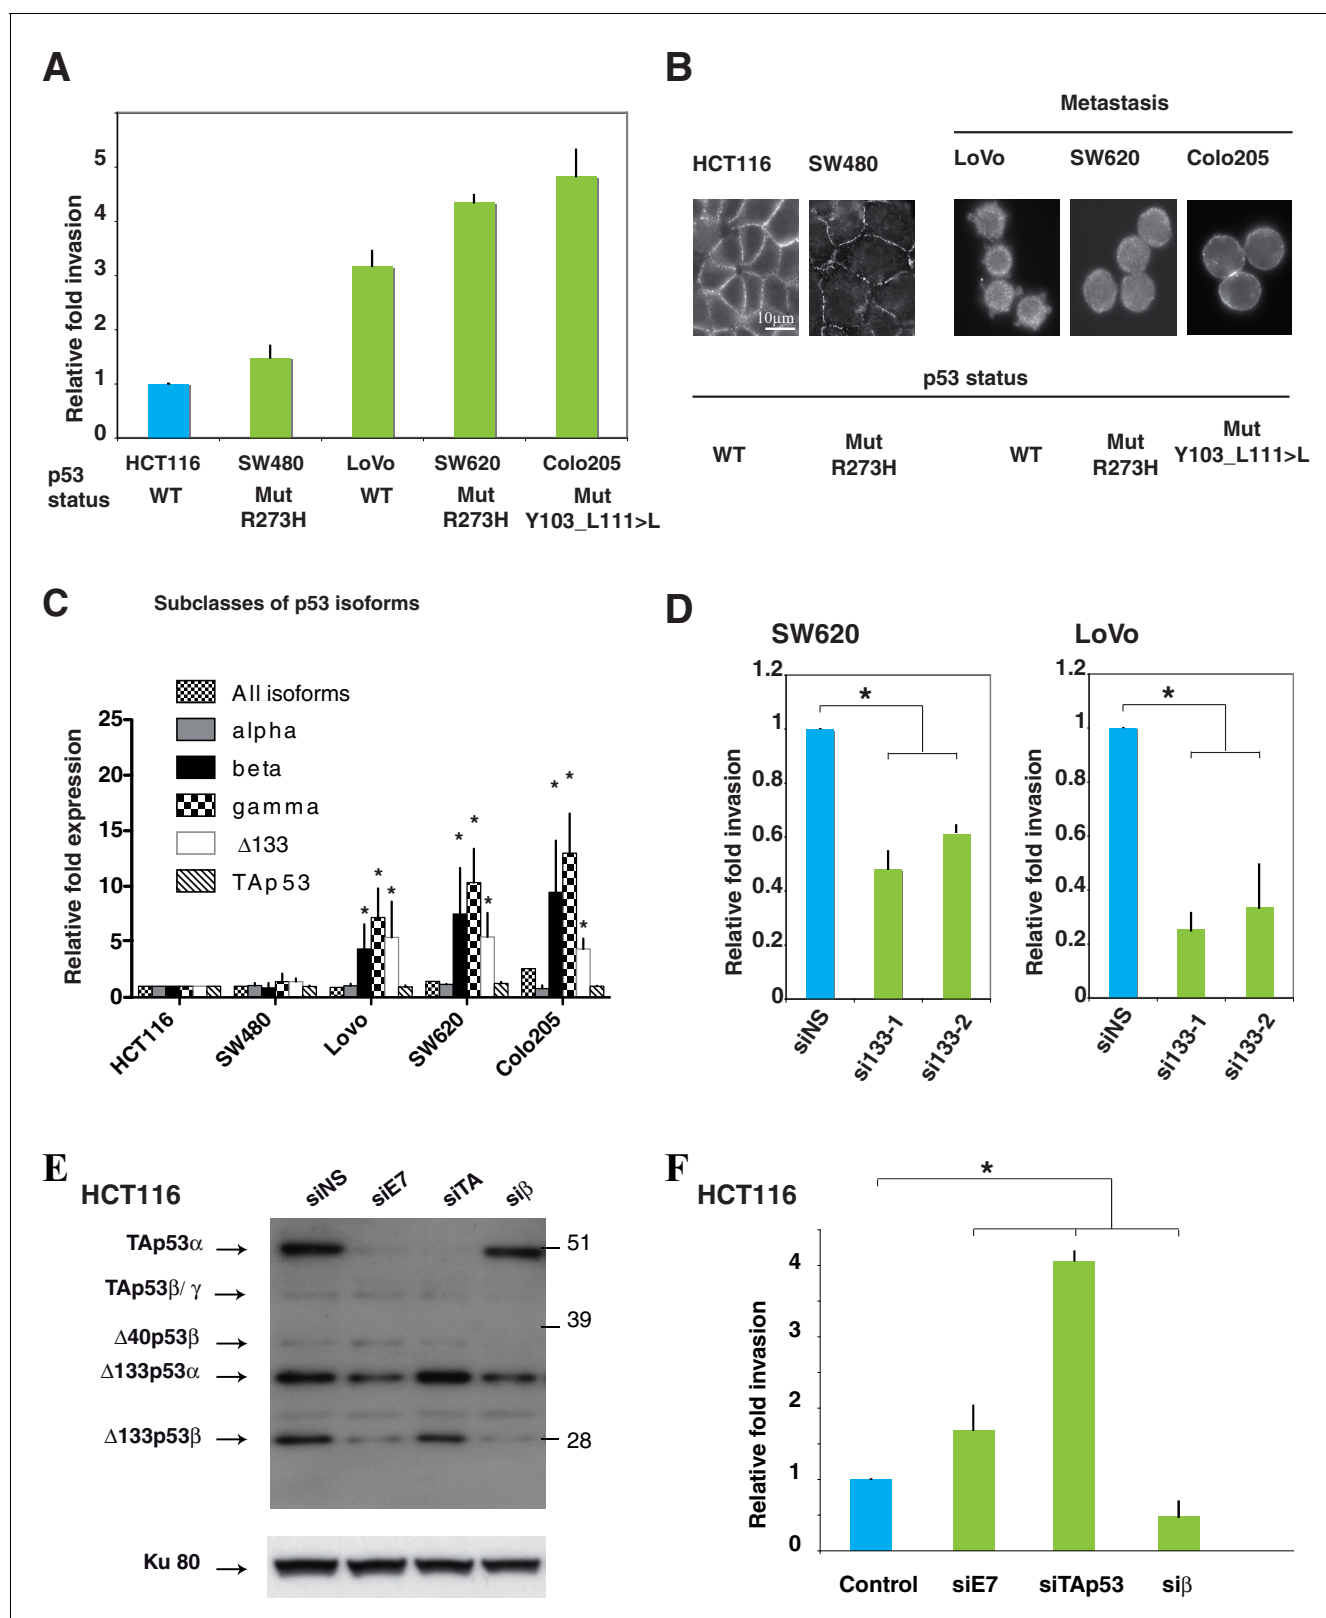 A
Relative fold invasion
5
4
3
2
1
0
HCT116 SW480 LoVo SW620 Colo205
p53 status
WT Mut R273H WT Mut R273H Mut Y103_L111>L
B
Metastasis
HCT116 SW480 LoVo SW620 Colo205
10µm
p53 status
WT Mut R273H WT Mut R273H Mut Y103_L111>L
C
Subclasses of p53 isoforms
All isoforms
alpha
beta
gamma
Δ133
TAp53
Relative fold expression
25
20
15
10
5
0
* * * * * * * * *
HCT116 SW480 Lovo SW620 Colo205
D
SW620
Relative fold invasion
1.2
1
0.8
0.6
0.4
0.2
0
*
siNS si133-1 si133-2
LoVo
Relative fold invasion
1.2
1
0.8
0.6
0.4
0.2
0
*
siNS si133-1 si133-2
E
HCT116
siNS siE7 siTA siβ
TAp53α
TAp53β/ γ
Δ40p53β
Δ133p53α
Δ133p53β
51
39
28
Ku 80
F
HCT116
*
Relative fold invasion
4
3
2
1
0
Control siE7 siTAp53 siβ